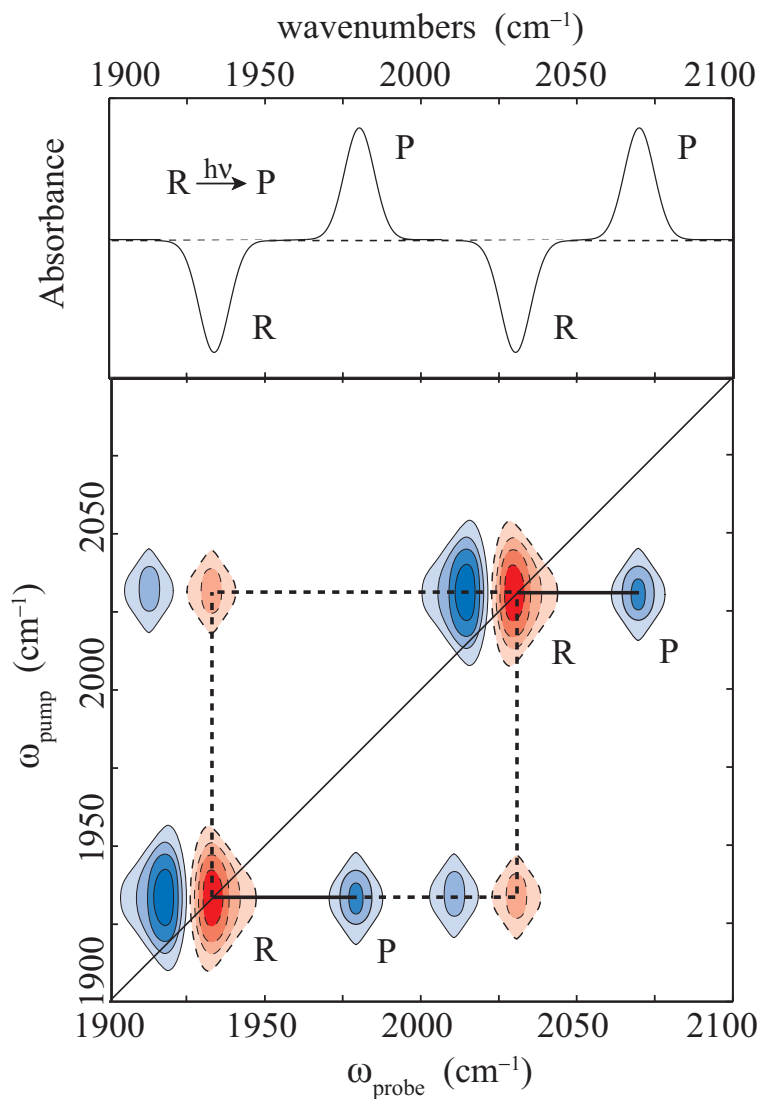 wavenumbers (cm⁻¹)
1900 1950 2000 2050 2100
Absorbance
R hν P
P
P
R
R
ω_pump (cm⁻¹)
2050
2000
1950
1900
R
P
R
P
1900 1950 2000 2050 2100
ω_probe (cm⁻¹)